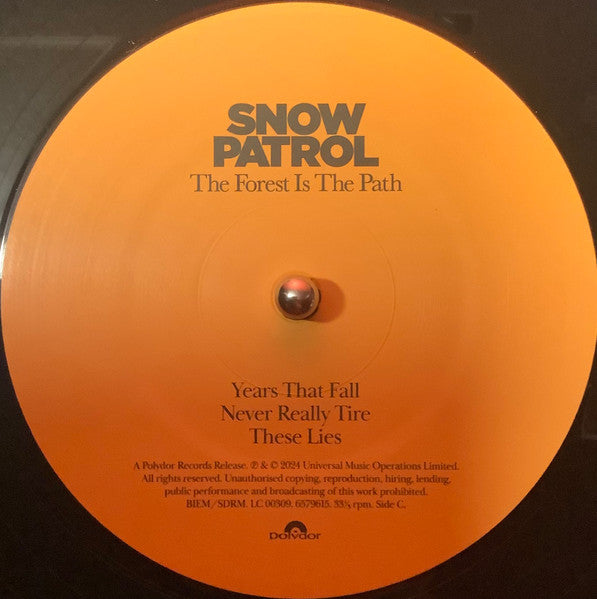 SNOW
PATROL
The Forest Is The Path
Years That Fall
Never Really Tire
These Lies
A Polydor Records Release. ℗ & © 2024 Universal Music Operations Limited.
All rights reserved. Unauthorised copying, reproduction, hiring, lending,
public performance and broadcasting of this work prohibited.
BIEM/SDRM. LC 00309. 6579615. 33⅓ rpm. Side C.
Polydor